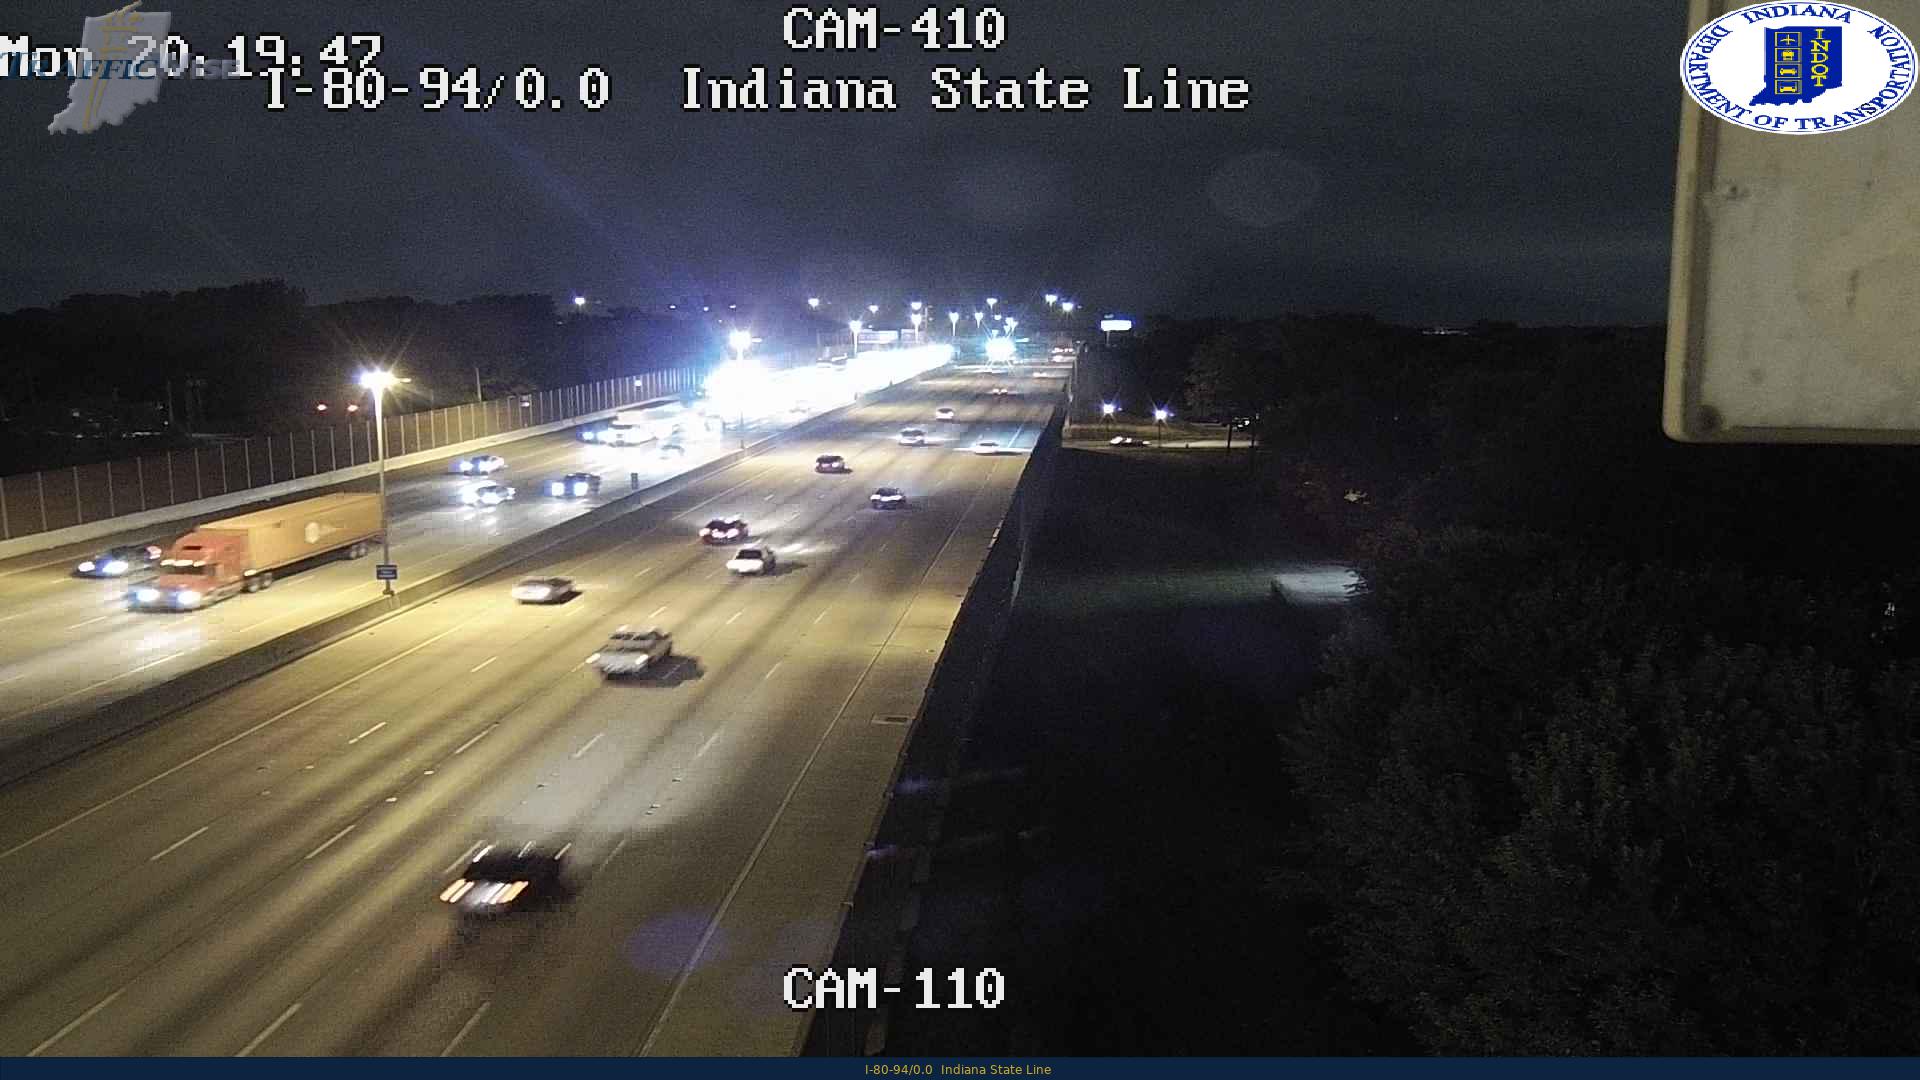 CAM-410
Mon 20:19:47
TRAFFICWISE
I-80-94/0.0 Indiana State Line
INDIANA
DEPARTMENT OF TRANSPORTATION
INDOT
CAM-110
I-80-94/0.0 Indiana State Line